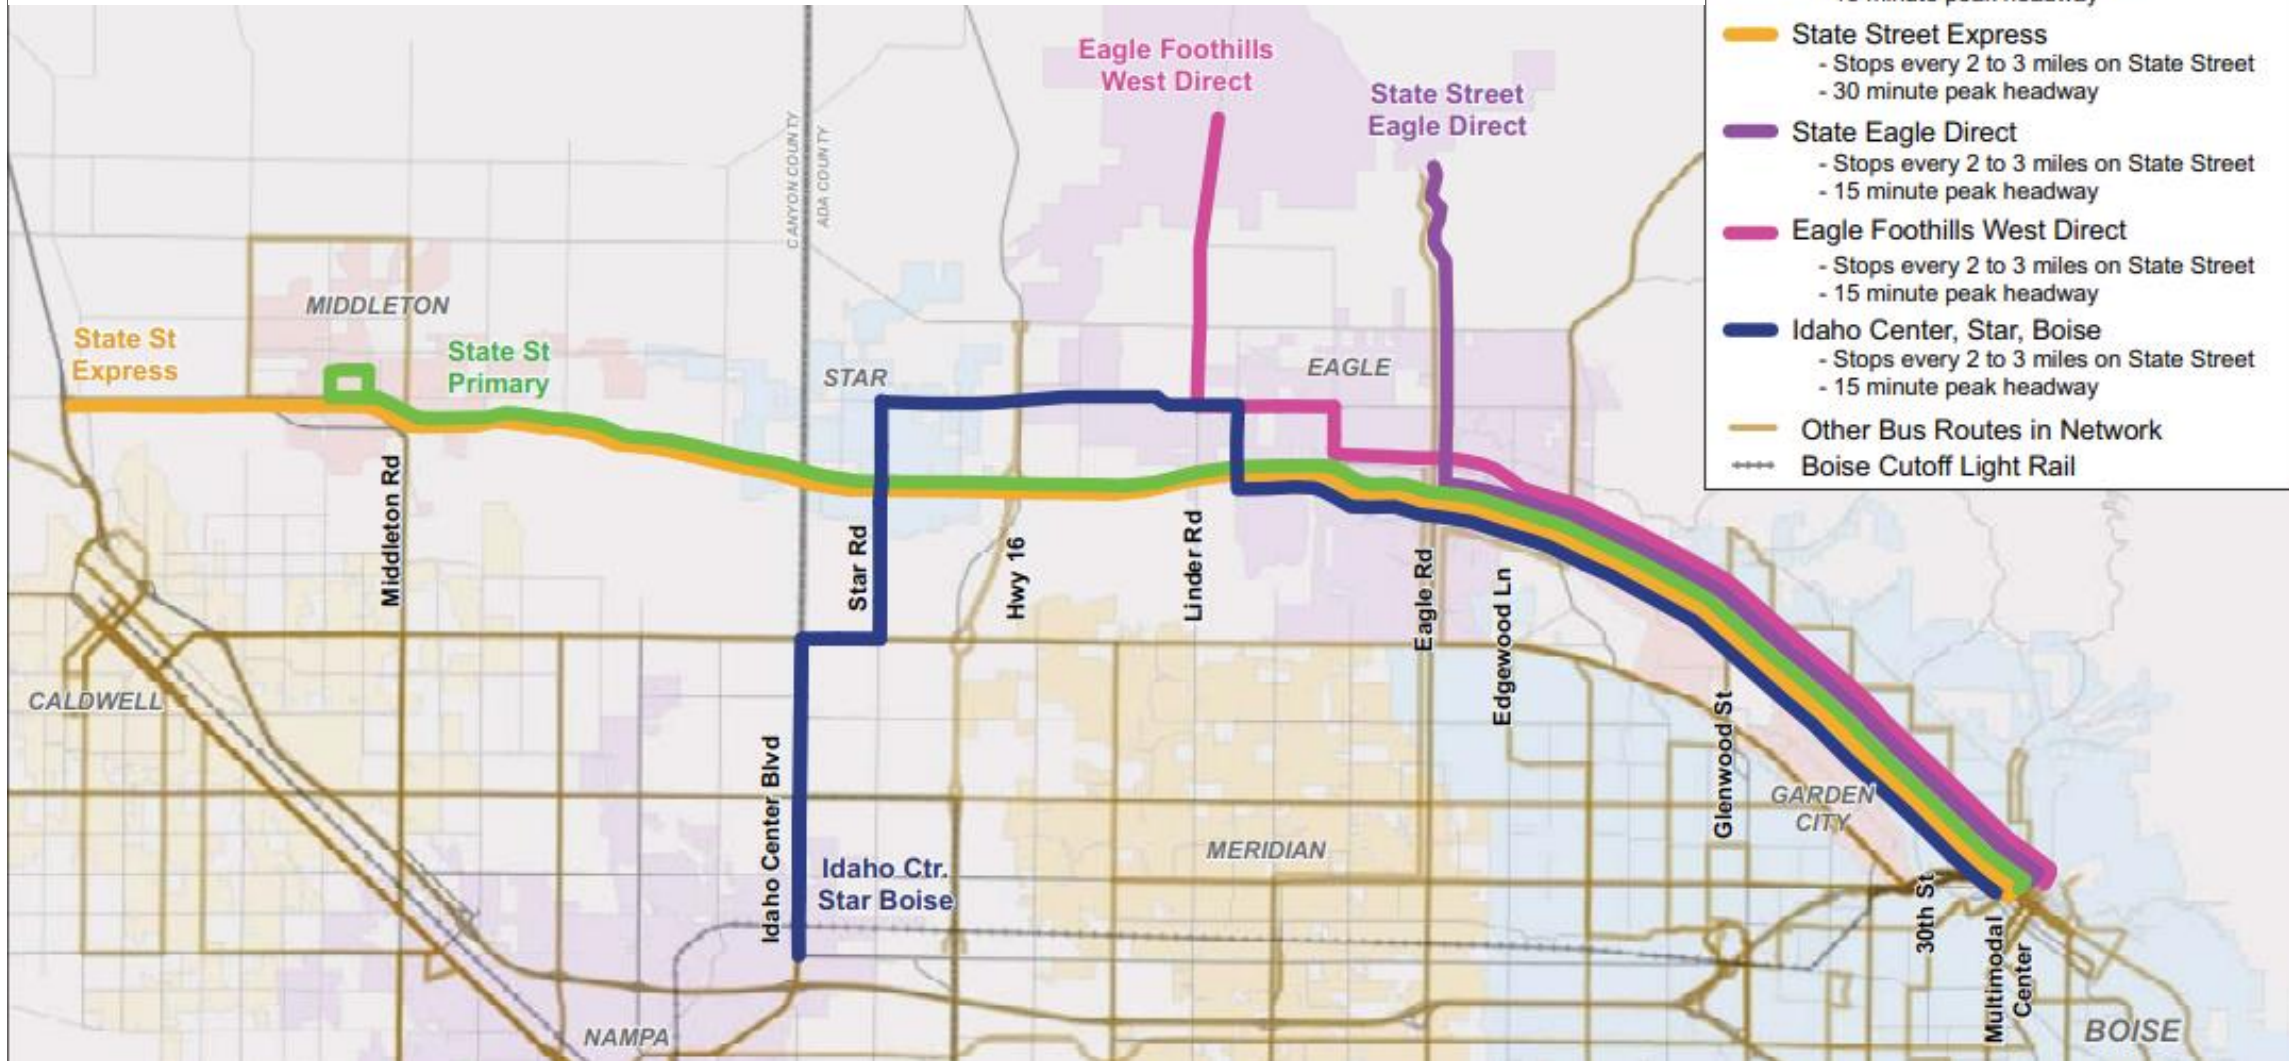 15 minute peak headway
State Street Express
- Stops every 2 to 3 miles on State Street
- 30 minute peak headway
State Eagle Direct
- Stops every 2 to 3 miles on State Street
- 15 minute peak headway
Eagle Foothills West Direct
- Stops every 2 to 3 miles on State Street
- 15 minute peak headway
Idaho Center, Star, Boise
- Stops every 2 to 3 miles on State Street
- 15 minute peak headway
Other Bus Routes in Network
Boise Cutoff Light Rail
Eagle Foothills
West Direct
State Street
Eagle Direct
CANYON COUNTY
ADA COUNTY
MIDDLETON
State St
Express
State St
Primary
STAR
EAGLE
Middleton Rd
Star Rd
Hwy 16
Linder Rd
Eagle Rd
Edgewood Ln
CALDWELL
Idaho Center Blvd
Glenwood St
GARDEN
CITY
MERIDIAN
Idaho Ctr.
Star Boise
30th St
Multimodal
Center
NAMPA
BOISE